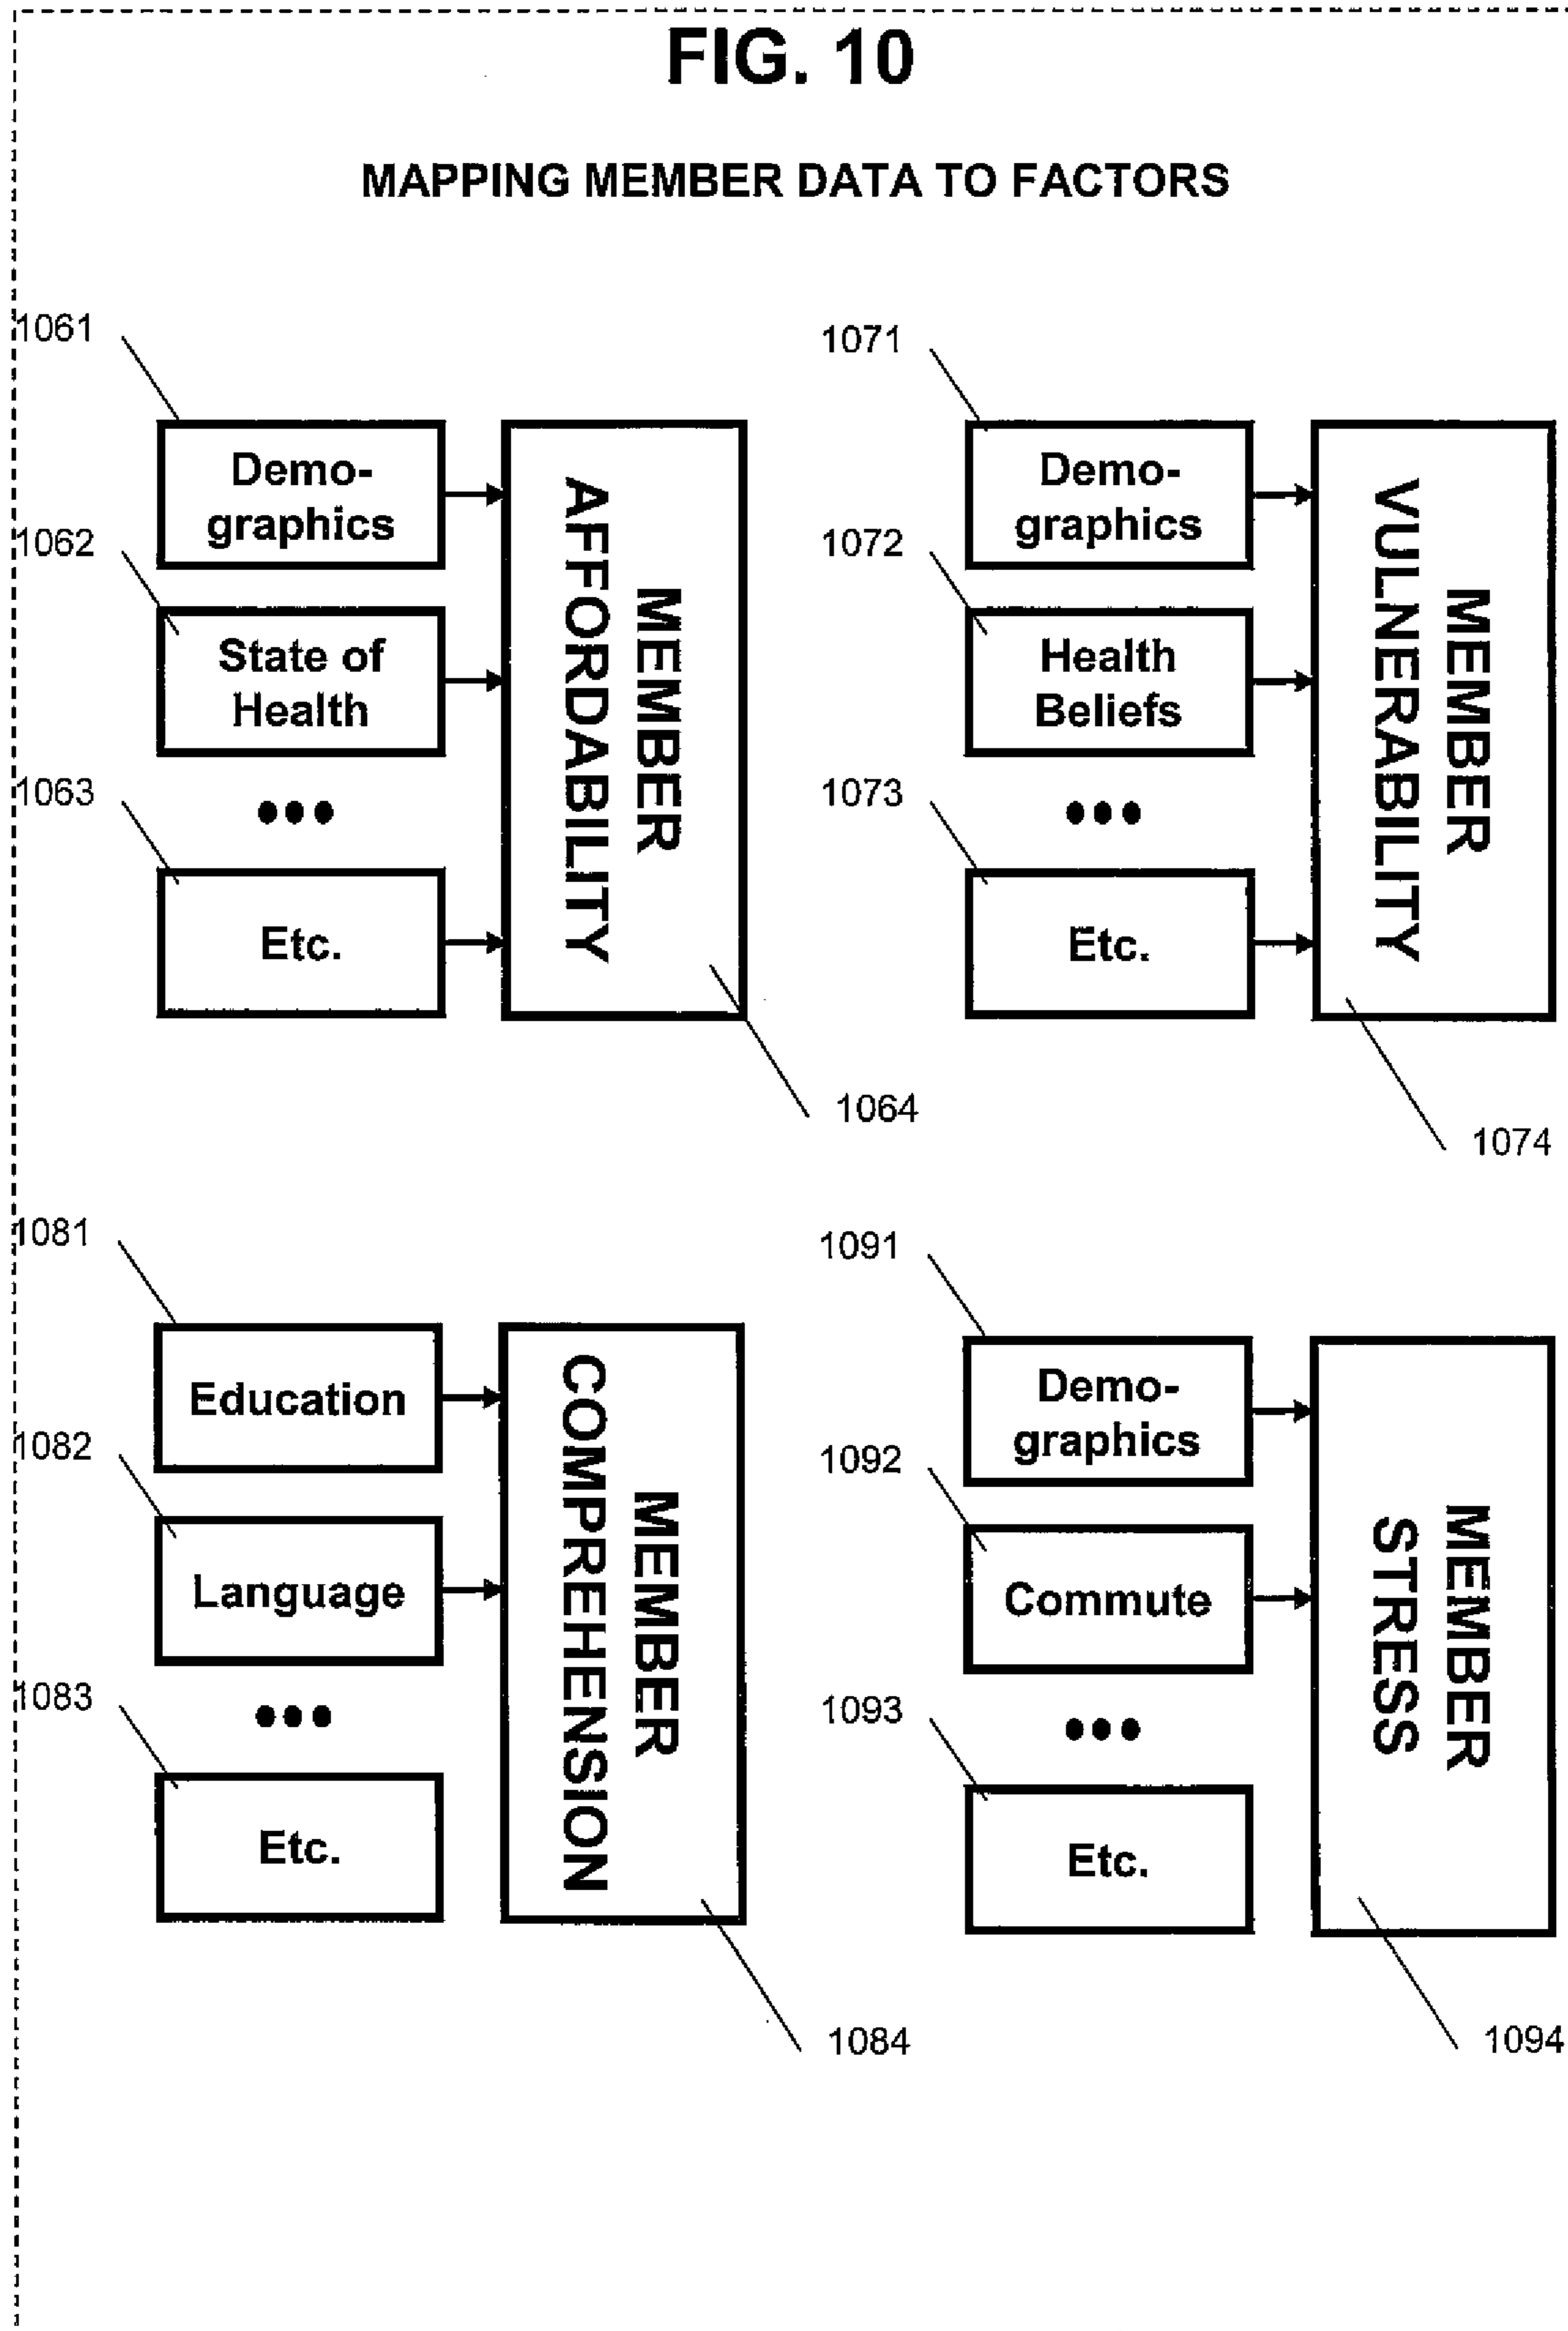 FIG. 10
MAPPING MEMBER DATA TO FACTORS
1061
Demo-
graphics
1062
State of
Health
1063
•••
Etc.
MEMBER
AFFORDABILITY
1064
1071
Demo-
graphics
1072
Health
Beliefs
1073
•••
Etc.
MEMBER
VULNERABILITY
1074
1081
Education
1082
Language
1083
•••
Etc.
MEMBER
COMPREHENSION
1084
1091
Demo-
graphics
1092
Commute
1093
•••
Etc.
MEMBER
STRESS
1094